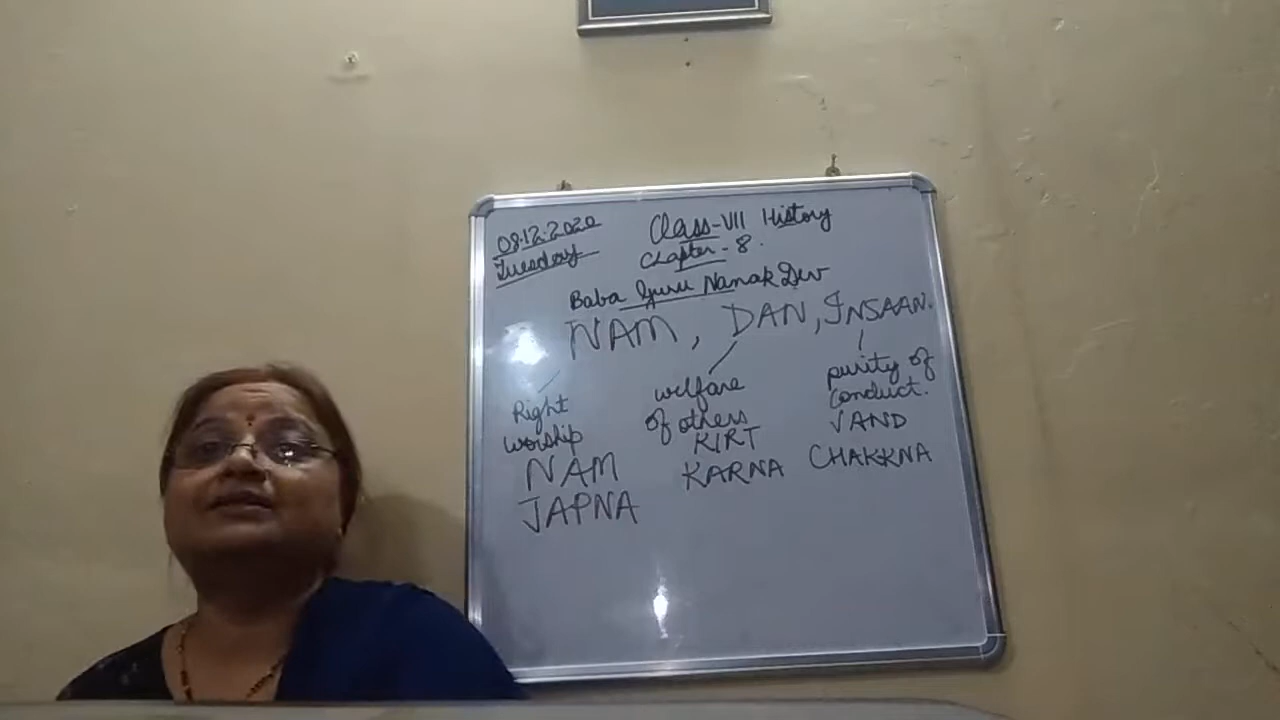 08.12.2020
Tuesday
Class-VII History
Chapter-8.
Baba Guru Nanak Dev
NAM, DAN, INSAAN.
Right
worship
welfare
of others
purity of
conduct.
NAM
JAPNA
KIRT
KARNA
VAND
CHAKKNA